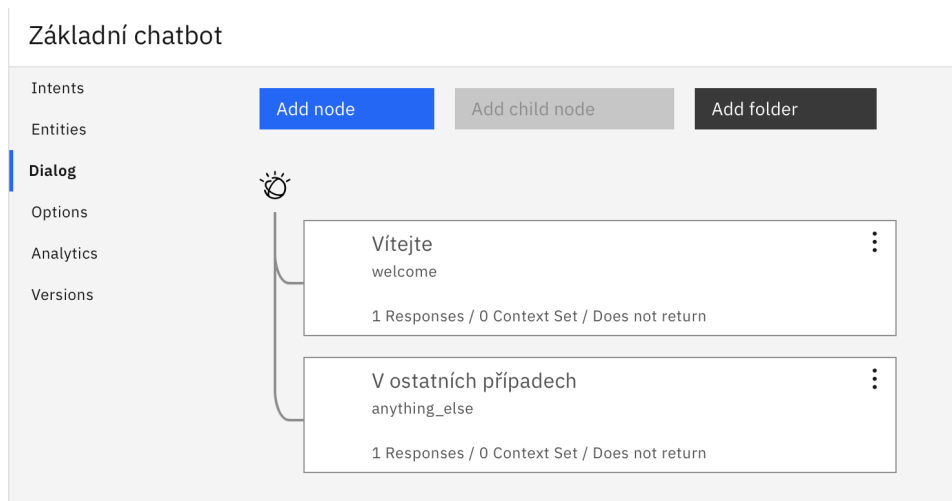 Základní chatbot
Intents
Entities
Dialog
Options
Analytics
Versions
Add node
Add child node
Add folder
Vítejte
welcome
1 Responses / 0 Context Set / Does not return
V ostatních případech
anything_else
1 Responses / 0 Context Set / Does not return